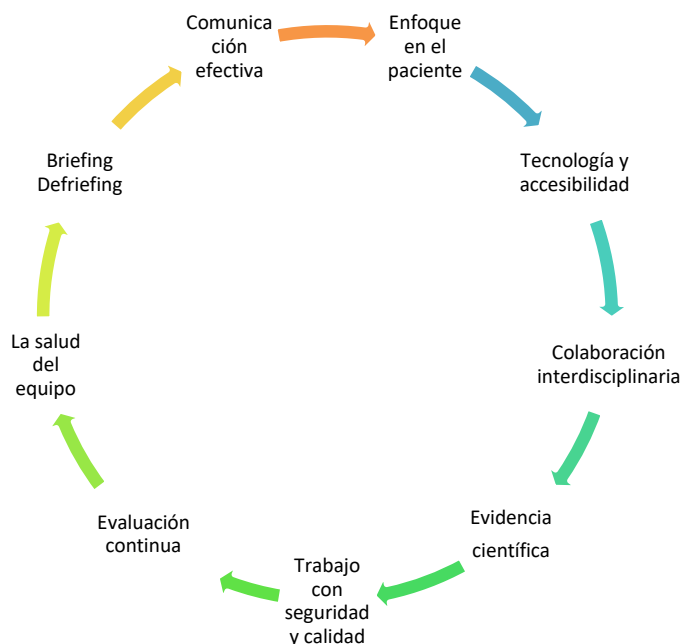 Comunica
ción
efectiva
Enfoque
en el
paciente
Tecnología y
accesibilidad
Colaboración
interdisciplinaria
Evidencia
científica
Trabajo
con
seguridad
y calidad
Evaluación
continua
La salud
del
equipo
Briefing
Defriefing